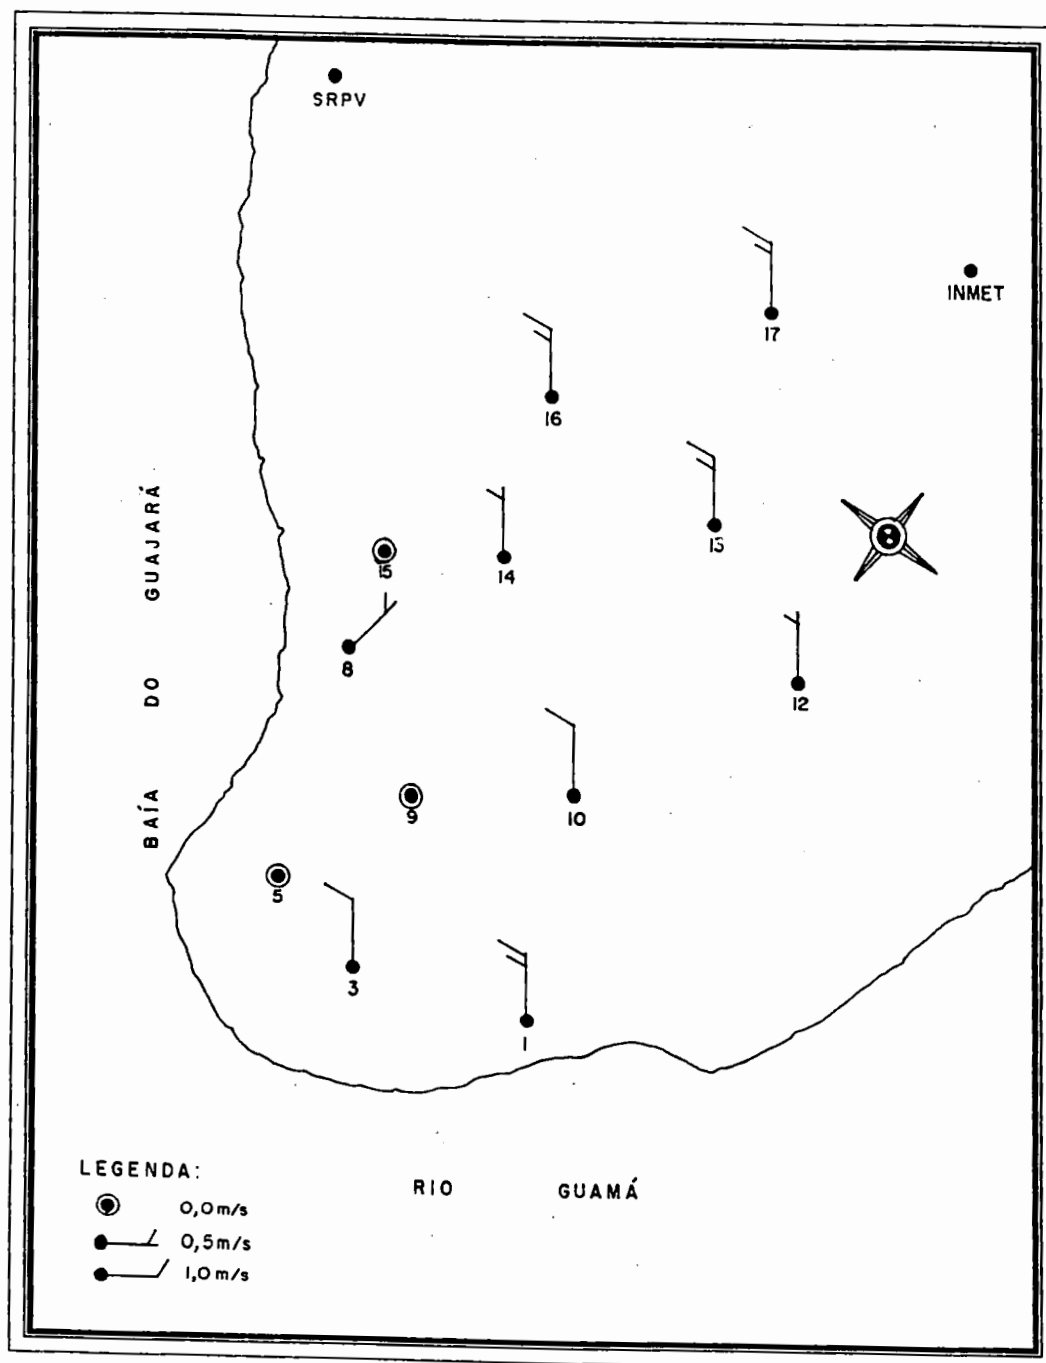 SRPV
INMET
17
16
13
15
14
8
12
9
10
5
3
1
BAÍA DO GUAJARÁ
RIO GUAMÁ
LEGENDA:
0,0m/s
0,5m/s
1,0m/s